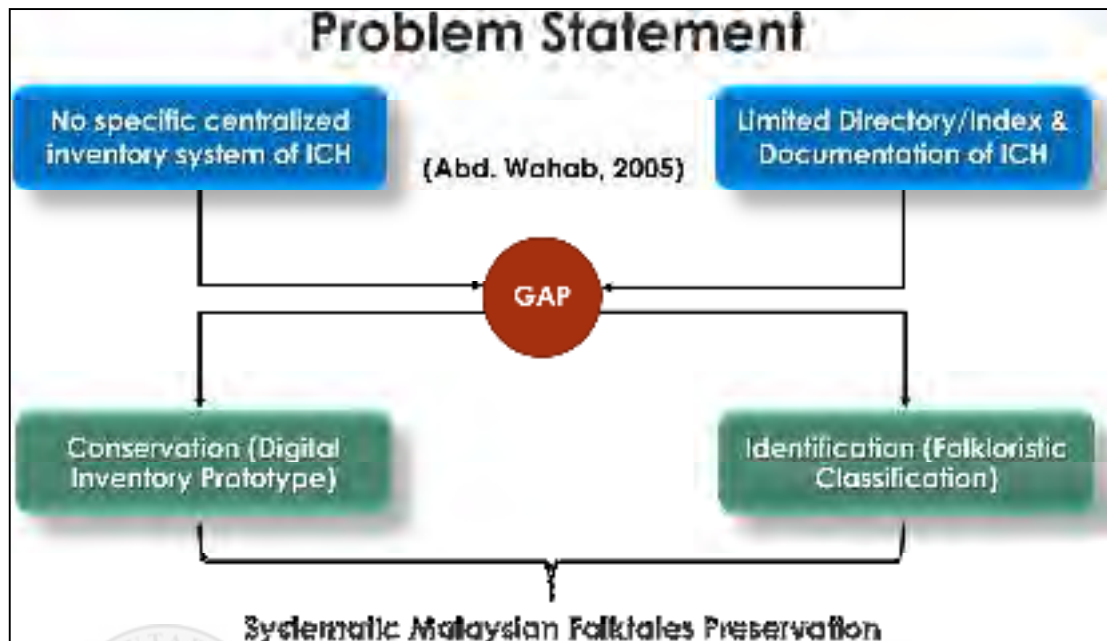 Problem Statement
No specific centralized
inventory system of ICH
(Abd. Wahab, 2005)
Limited Directory/Index &
Documentation of ICH
GAP
Conservation (Digital
Inventory Prototype)
Identification (Folkloristic
Classification)
Systematic Malaysian Folktales Preservation